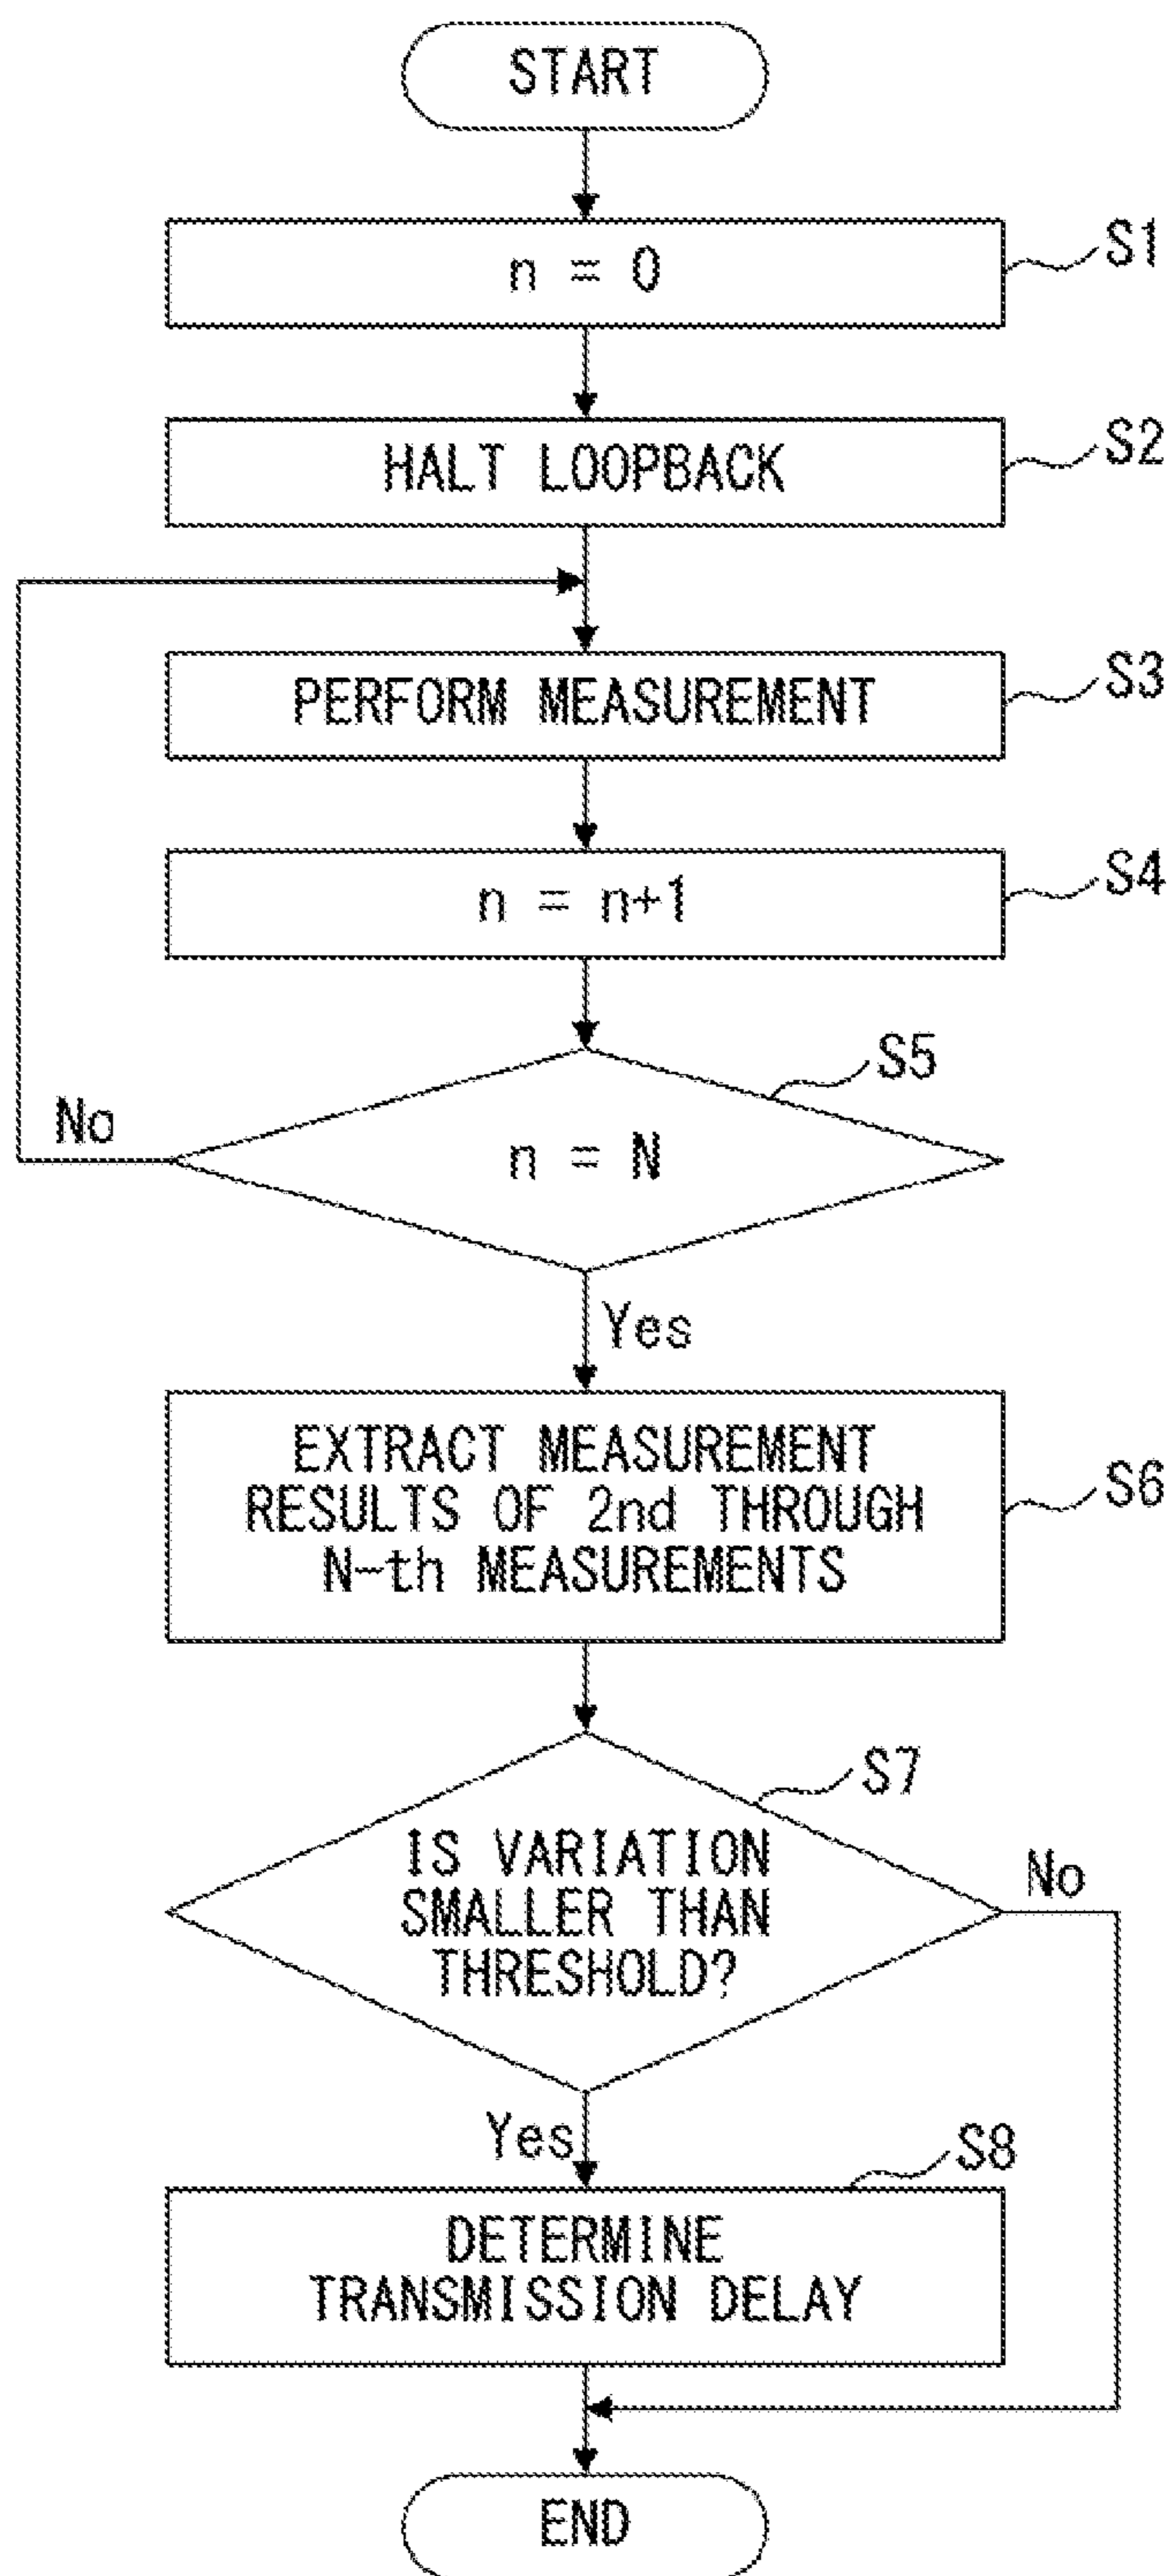 START
n = 0
S1
HALT LOOPBACK
S2
PERFORM MEASUREMENT
S3
n = n+1
S4
S5
No
n = N
Yes
EXTRACT MEASUREMENT
RESULTS OF 2nd THROUGH
N-th MEASUREMENTS
S6
S7
IS VARIATION
SMALLER THAN
THRESHOLD?
No
Yes
S8
DETERMINE
TRANSMISSION DELAY
END